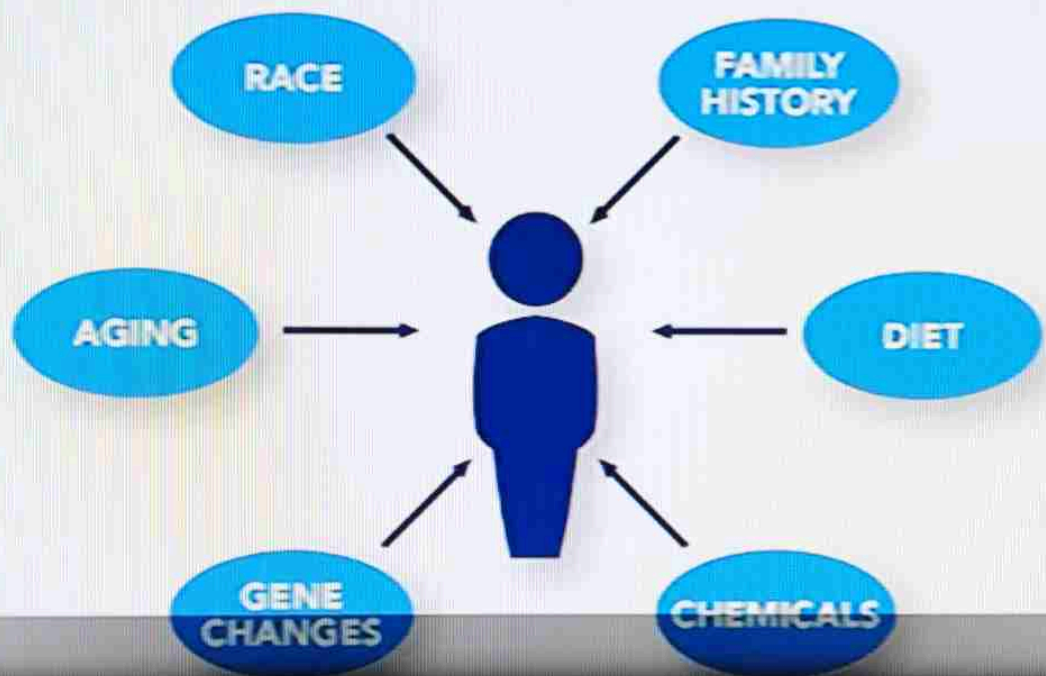 RACE
FAMILY
HISTORY
AGING
DIET
GENE
CHANGES
CHEMICALS